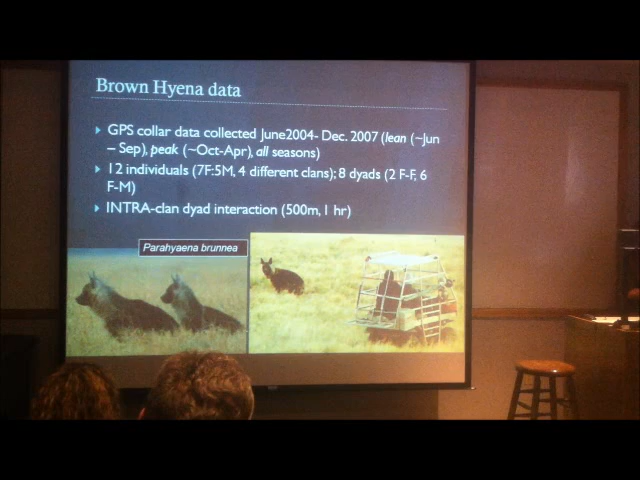 Brown Hyena data
GPS collar data collected June2004- Dec. 2007 (lean (~Jun
– Sep), peak (~Oct-Apr), all seasons)
12 individuals (7F:5M, 4 different clans); 8 dyads (2 F-F, 6
F-M)
INTRA-clan dyad interaction (500m, 1 hr)
Parahyaena brunnea